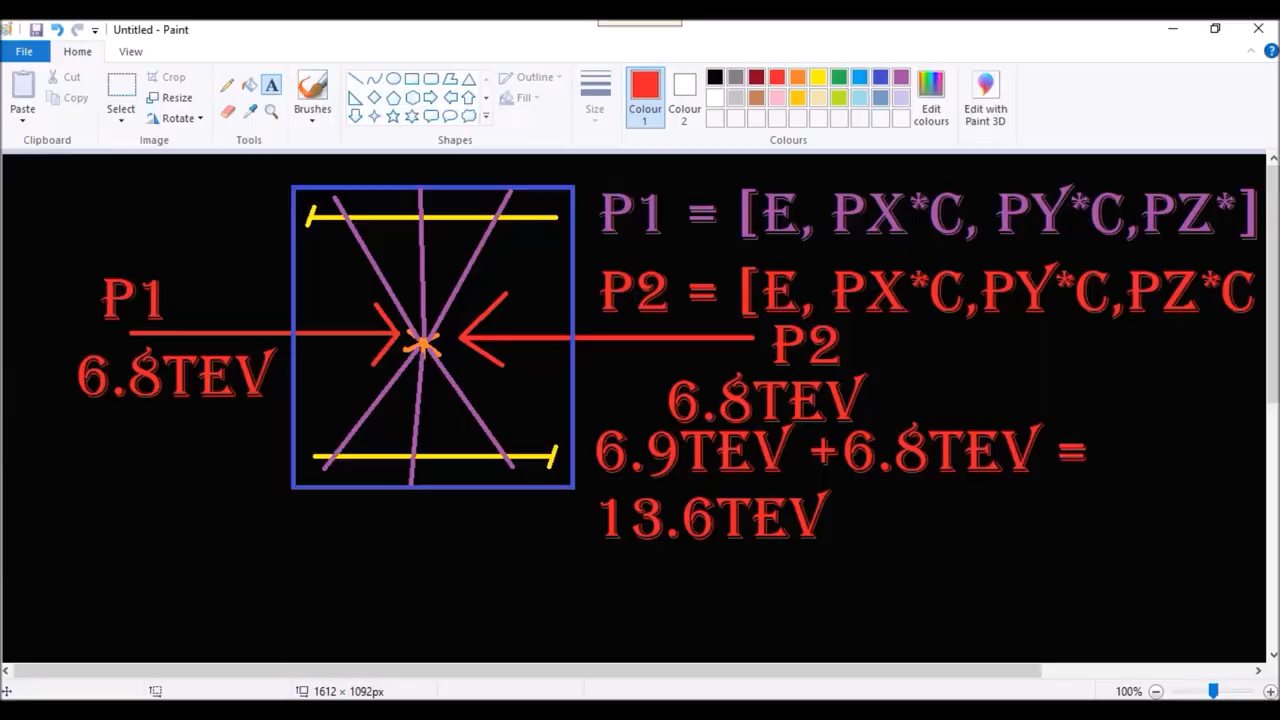 Untitled - Paint
File Home View
Paste
Cut
Copy
Clipboard
Select
Crop
Resize
Rotate
Image
A
Tools
Brushes
Shapes
Outline
Fill
Size
Colour 1
Colour 2
Edit colours
Colours
Edit with Paint 3D
P1 = [E, PX*C, PY*C,PZ*]
P2 = [E, PX*C,PY*C,PZ*C
P1
6.8TEV
P2
6.8TEV
6.9TEV +6.8TEV =
13.6TEV
1612 × 1092px
100%